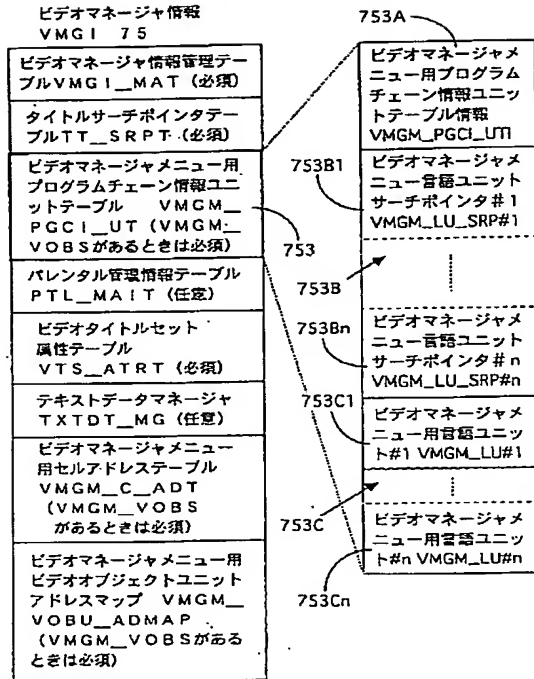 ビデオマネージャ情報
VMGI 75
ビデオマネージャ情報管理テー
ブルVMGI__MAT (必須)
タイトルサーチポインタテー
ブルTT__SRPT (必須)
ビデオマネージャメニュー用
プログラムチェーン情報ユニ
ットテーブル VMGM__
PGCI__UT (VMGM__
VOBSがあるときは必須)
パレンタル管理情報テーブル
PTL__MAIT (任意)
ビデオタイトルセット
属性テーブル
VTS__ATRT (必須)
テキストデータマネージャ
TXTDT__MG (任意)
ビデオマネージャメニュー
用セルアドレステーブル
VMGM__C__ADT
(VMGM__VOBS
があるときは必須)
ビデオマネージャメニュー用
ビデオオブジェクトユニット
アドレスマップ VMGM__
VOBU__ADMAP
(VMGM__VOBSがある
ときは必須)
753
753A
ビデオマネージャメ
ニュー用プログラム
チェーン情報ユニッ
トテーブル情報
VMGM_PGCI_UTI
753B1
ビデオマネージャメ
ニュー言語ユニット
サーチポインタ#1
VMGM_LU_SRP#1
753B
753Bn
ビデオマネージャメ
ニュー言語ユニット
サーチポインタ#n
VMGM_LU_SRP#n
753C1
ビデオマネージャメ
ニュー用言語ユニッ
ト#1 VMGM_LU#1
753C
ビデオマネージャメ
ニュー用言語ユニッ
ト#n VMGM_LU#n
753Cn